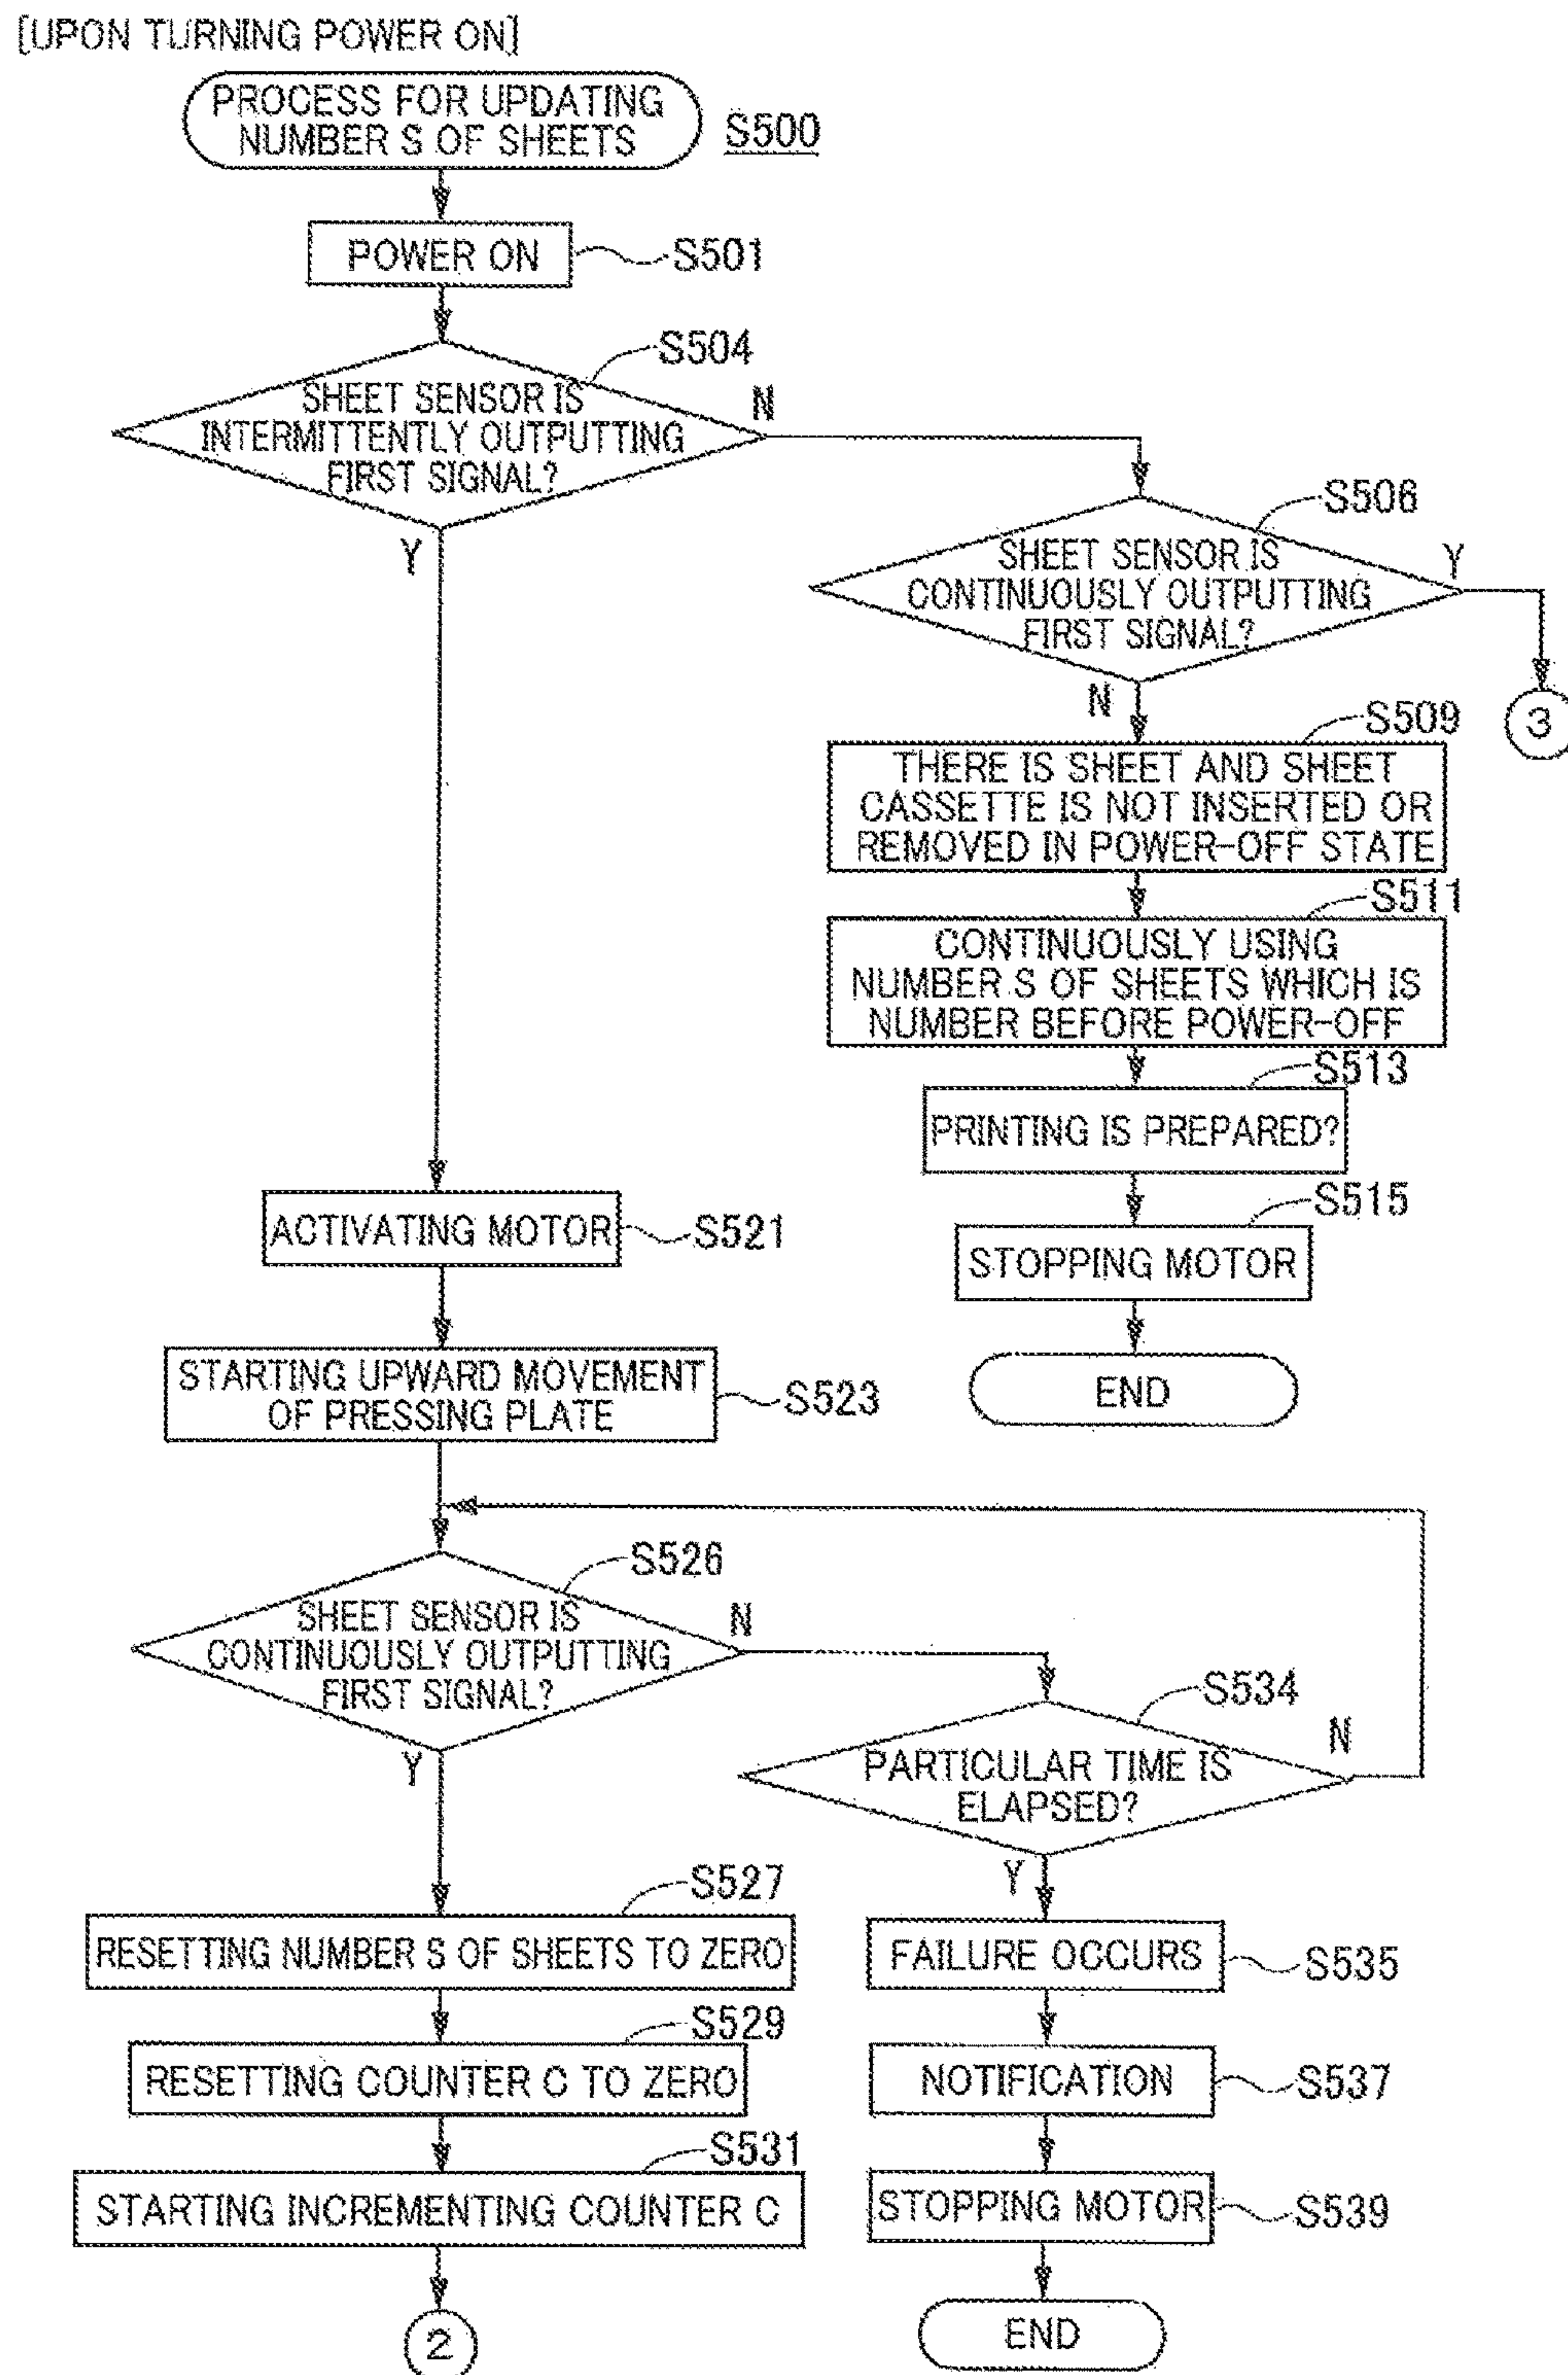 [UPON TURNING POWER ON]
PROCESS FOR UPDATING
NUMBER S OF SHEETS
S500
POWER ON
S501
S504
SHEET SENSOR IS
INTERMITTENTLY OUTPUTTING
FIRST SIGNAL?
N
Y
S506
SHEET SENSOR IS
CONTINUOUSLY OUTPUTTING
FIRST SIGNAL?
Y
N
3
S509
THERE IS SHEET AND SHEET
CASSETTE IS NOT INSERTED OR
REMOVED IN POWER-OFF STATE
S511
CONTINUOUSLY USING
NUMBER S OF SHEETS WHICH IS
NUMBER BEFORE POWER-OFF
S513
PRINTING IS PREPARED?
S515
STOPPING MOTOR
END
ACTIVATING MOTOR
S521
STARTING UPWARD MOVEMENT
OF PRESSING PLATE
S523
S526
SHEET SENSOR IS
CONTINUOUSLY OUTPUTTING
FIRST SIGNAL?
N
Y
S534
PARTICULAR TIME IS
ELAPSED?
N
Y
S527
RESETTING NUMBER S OF SHEETS TO ZERO
S529
RESETTING COUNTER C TO ZERO
S531
STARTING INCREMENTING COUNTER C
2
FAILURE OCCURS
S535
NOTIFICATION
S537
STOPPING MOTOR
S539
END